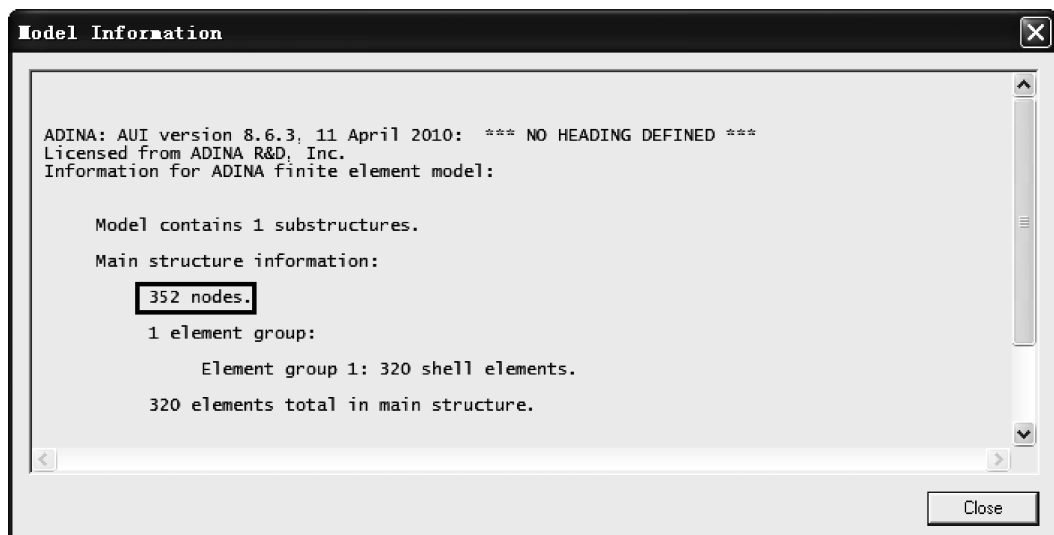 Model Information
ADINA: AUI version 8.6.3, 11 April 2010: *** NO HEADING DEFINED ***
Licensed from ADINA R&D, Inc.
Information for ADINA finite element model:
Model contains 1 substructures.
Main structure information:
352 nodes.
1 element group:
Element group 1: 320 shell elements.
320 elements total in main structure.
Close